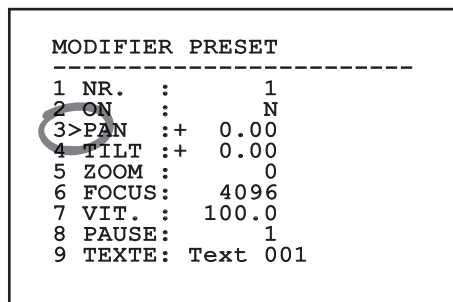 MODIFIER PRESET
------------------------
1 NR.  :       1
2 ON   :       N
3>PAN  :+  0.00
4 TILT :+  0.00
5 ZOOM :       0
6 FOCUS:    4096
7 VIT. :   100.0
8 PAUSE:       1
9 TEXTE: Text 001